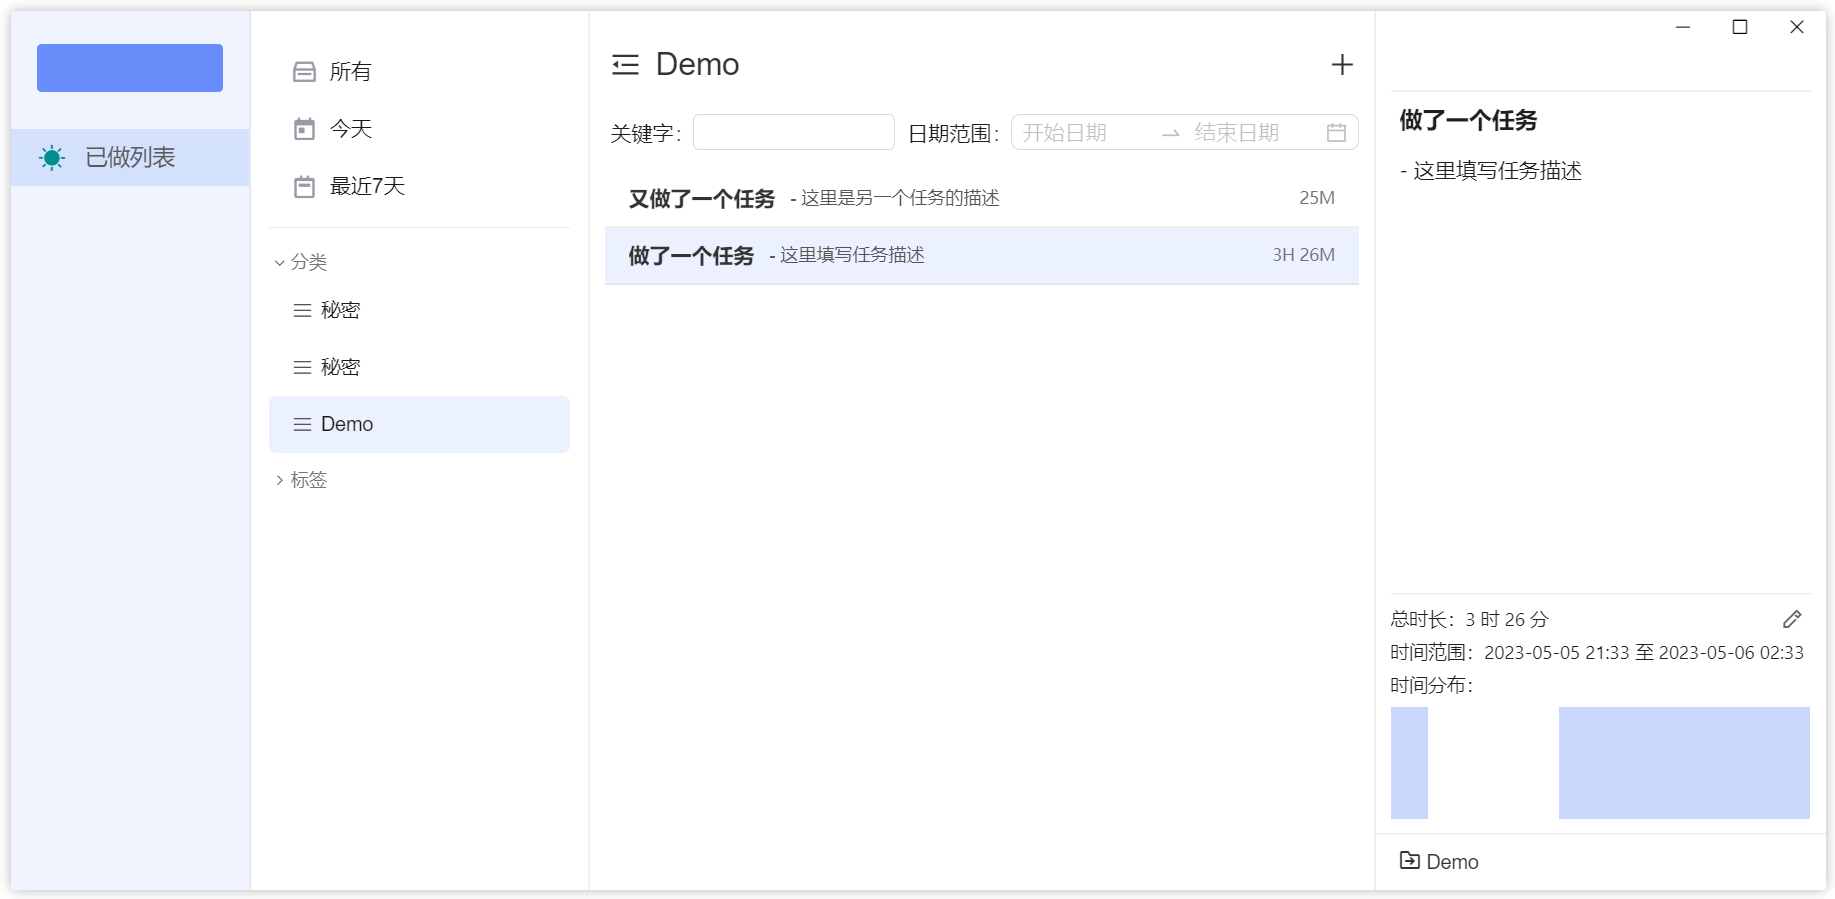 已做列表
所有
今天
最近7天
分类
秘密
秘密
Demo
标签
Demo
关键字:
日期范围: 开始日期 结束日期
又做了一个任务 - 这里是另一个任务的描述 25M
做了一个任务 - 这里填写任务描述 3H 26M
做了一个任务
- 这里填写任务描述
总时长: 3 时 26 分
时间范围: 2023-05-05 21:33 至 2023-05-06 02:33
时间分布:
Demo